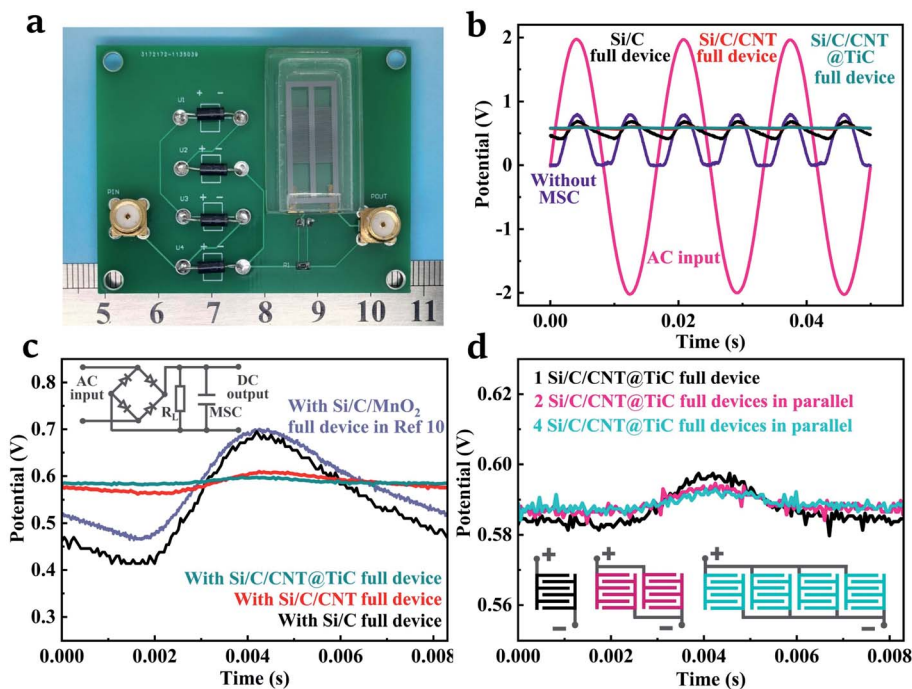 a
2172172-1125039
+ -
U1
+ -
U2
+ -
U3
+ -
U4
PIN
POUT
R1
5 6 7 8 9 10 11
b
Potential (V)
2
1
0
-1
-2
Si/C
full device
Si/C/CNT
full device
Si/C/CNT
@TiC
full device
Without
MSC
AC input
0.00 0.02 0.04
Time (s)
c
Potential (V)
0.8
0.7
0.6
0.5
0.4
0.3
AC
input
RL
MSC
DC
output
With Si/C/MnO2
full device in Ref 10
With Si/C/CNT@TiC full device
With Si/C/CNT full device
With Si/C full device
0.000 0.002 0.004 0.006 0.008
Time (s)
d
Potential (V)
0.62
0.60
0.58
0.56
1 Si/C/CNT@TiC full device
2 Si/C/CNT@TiC full devices in parallel
4 Si/C/CNT@TiC full devices in parallel
+ + +
- - -
0.000 0.002 0.004 0.006 0.008
Time (s)